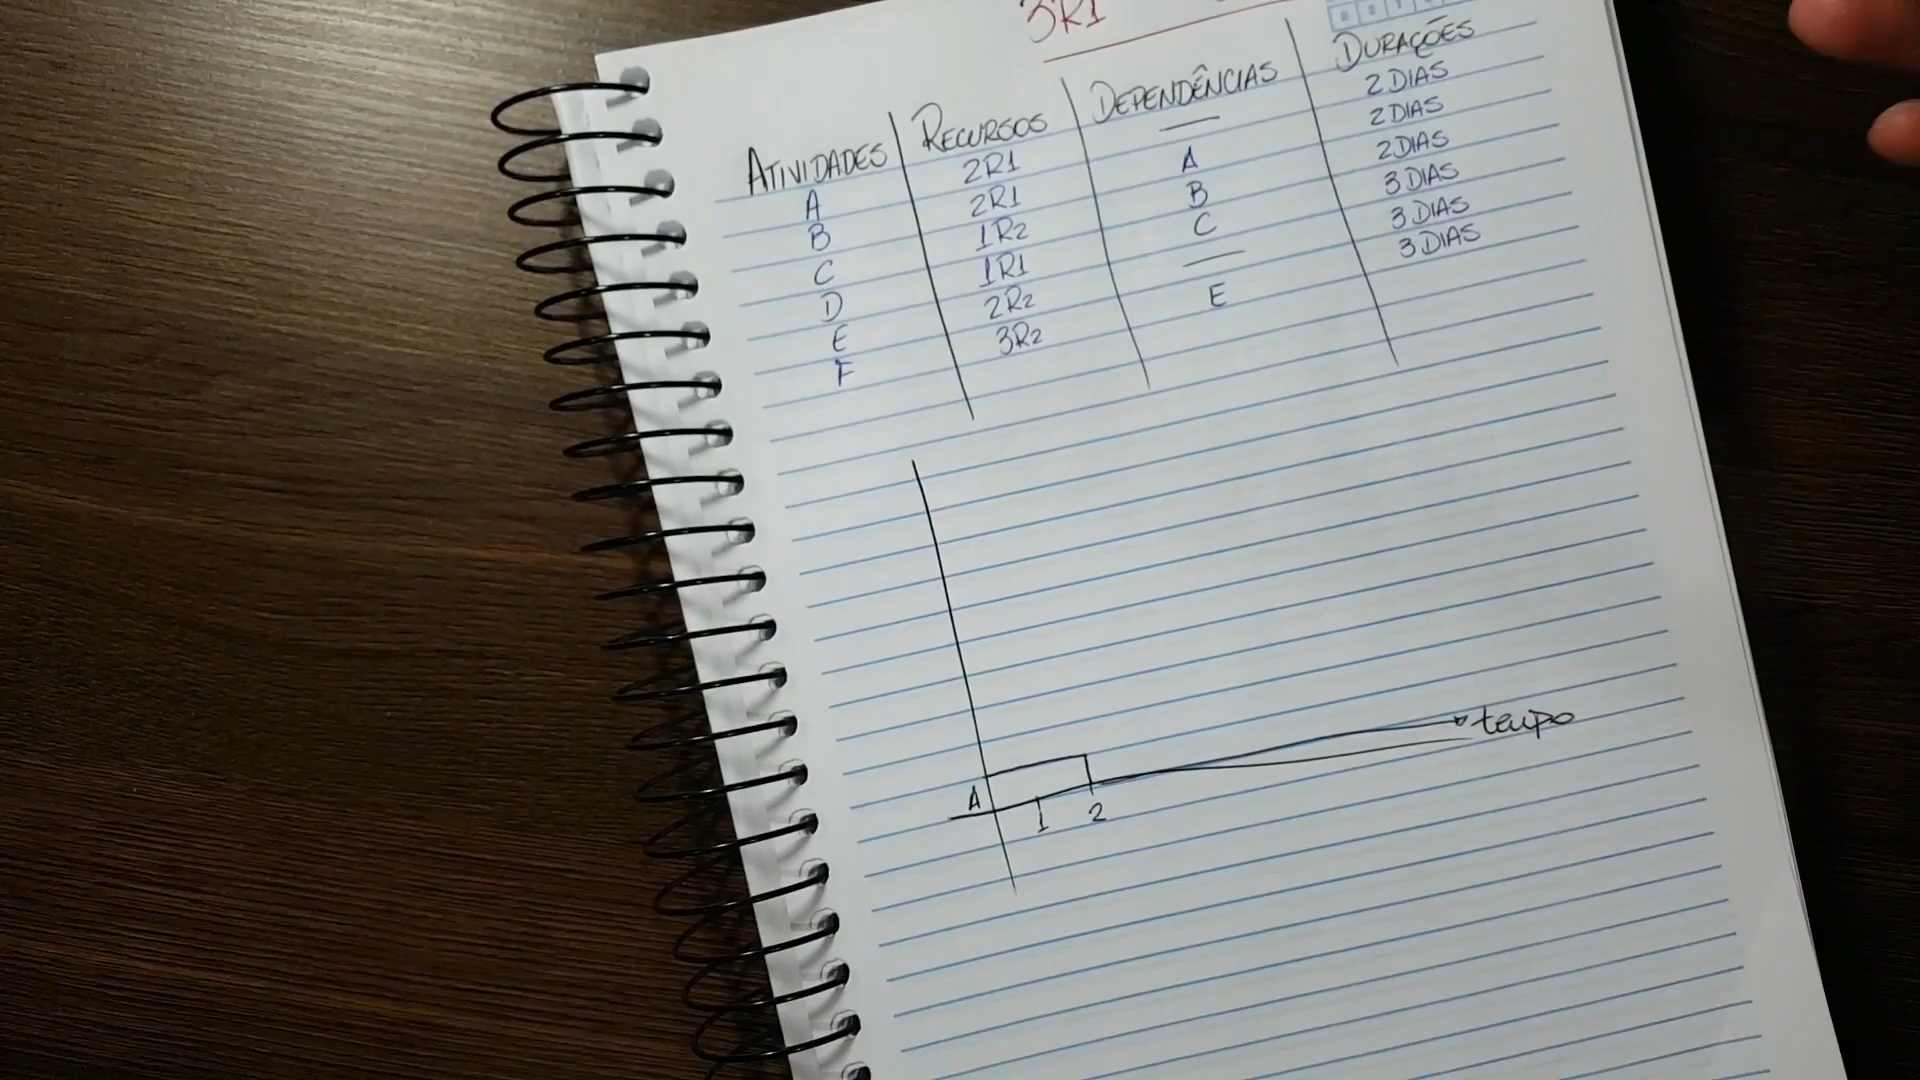 3R1
ATIVIDADES RECURSOS DEPENDÊNCIAS DURAÇÕES
A 2R1 — 2 DIAS
B 2R1 A 2 DIAS
C 1R2 B 2 DIAS
D 1R1 C 3 DIAS
E 2R2 — 3 DIAS
F 3R2 E 3 DIAS
tempo
A
1 2